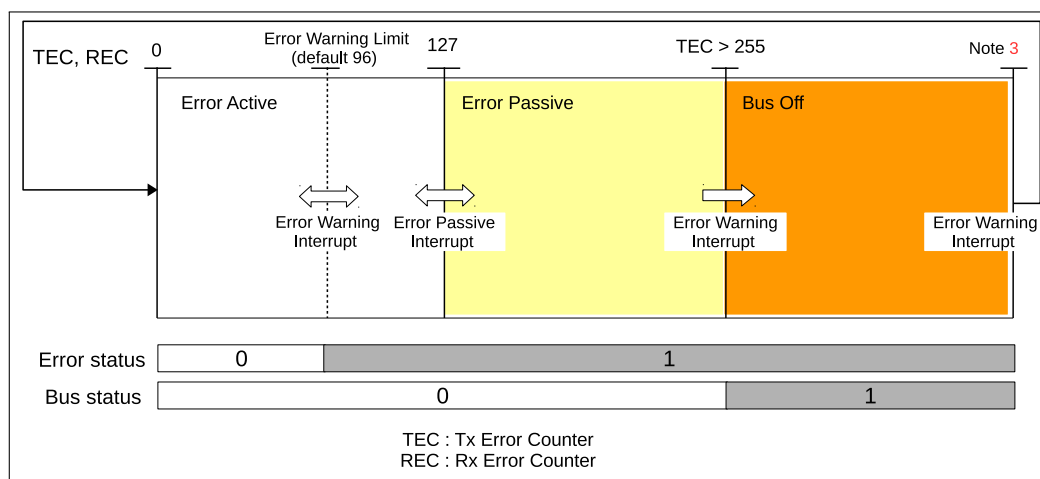 TEC, REC
0
Error Warning Limit
(default 96)
127
TEC > 255
Note 3
Error Active
Error Passive
Bus Off
Error Warning
Interrupt
Error Passive
Interrupt
Error Warning
Interrupt
Error Warning
Interrupt
Error status
0
1
Bus status
0
1
TEC : Tx Error Counter
REC : Rx Error Counter